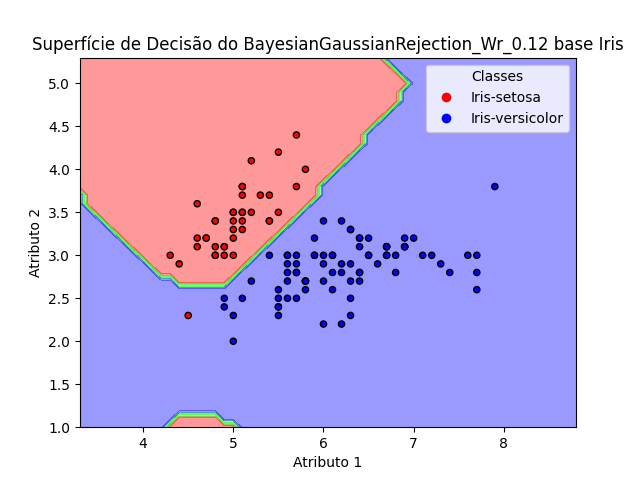 Superfície de Decisão do BayesianGaussianRejection_Wr_0.12 base Iris
Classes
Iris-setosa
Iris-versicolor
Atributo 2
5.0
4.5
4.0
3.5
3.0
2.5
2.0
1.5
1.0
4 5 6 7 8
Atributo 1